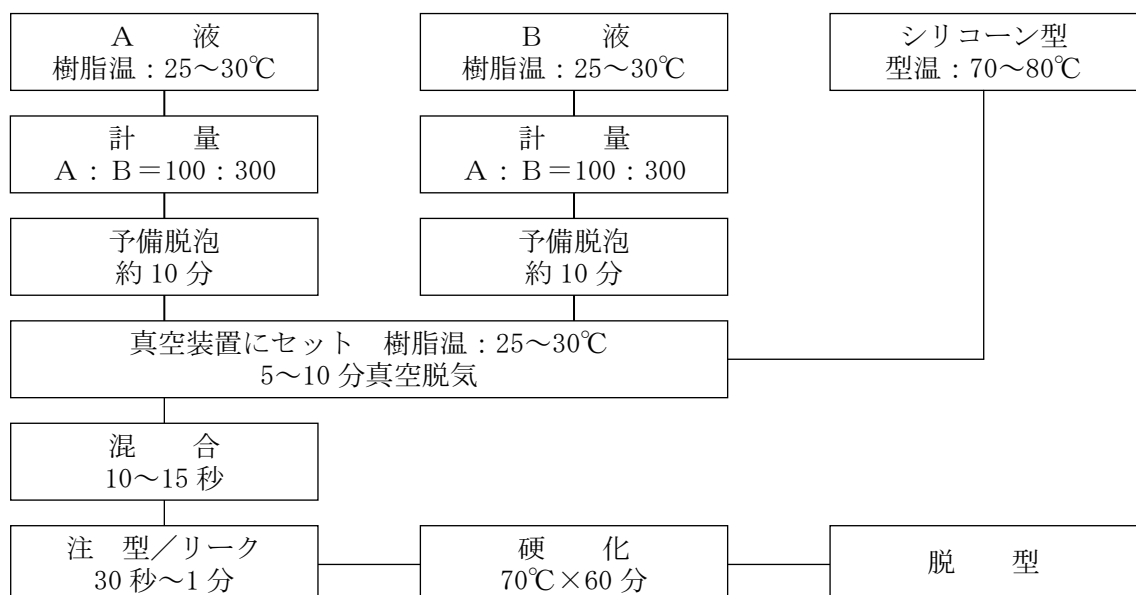 A　液
樹脂温：25～30℃
B　液
樹脂温：25～30℃
シリコーン型
型温：70～80℃
計　量
A：B＝100：300
計　量
A：B＝100：300
予備脱泡
約10分
予備脱泡
約10分
真空装置にセット　樹脂温：25～30℃
5～10分真空脱気
混　合
10～15秒
注　型／リーク
30秒～1分
硬　化
70℃×60分
脱　型